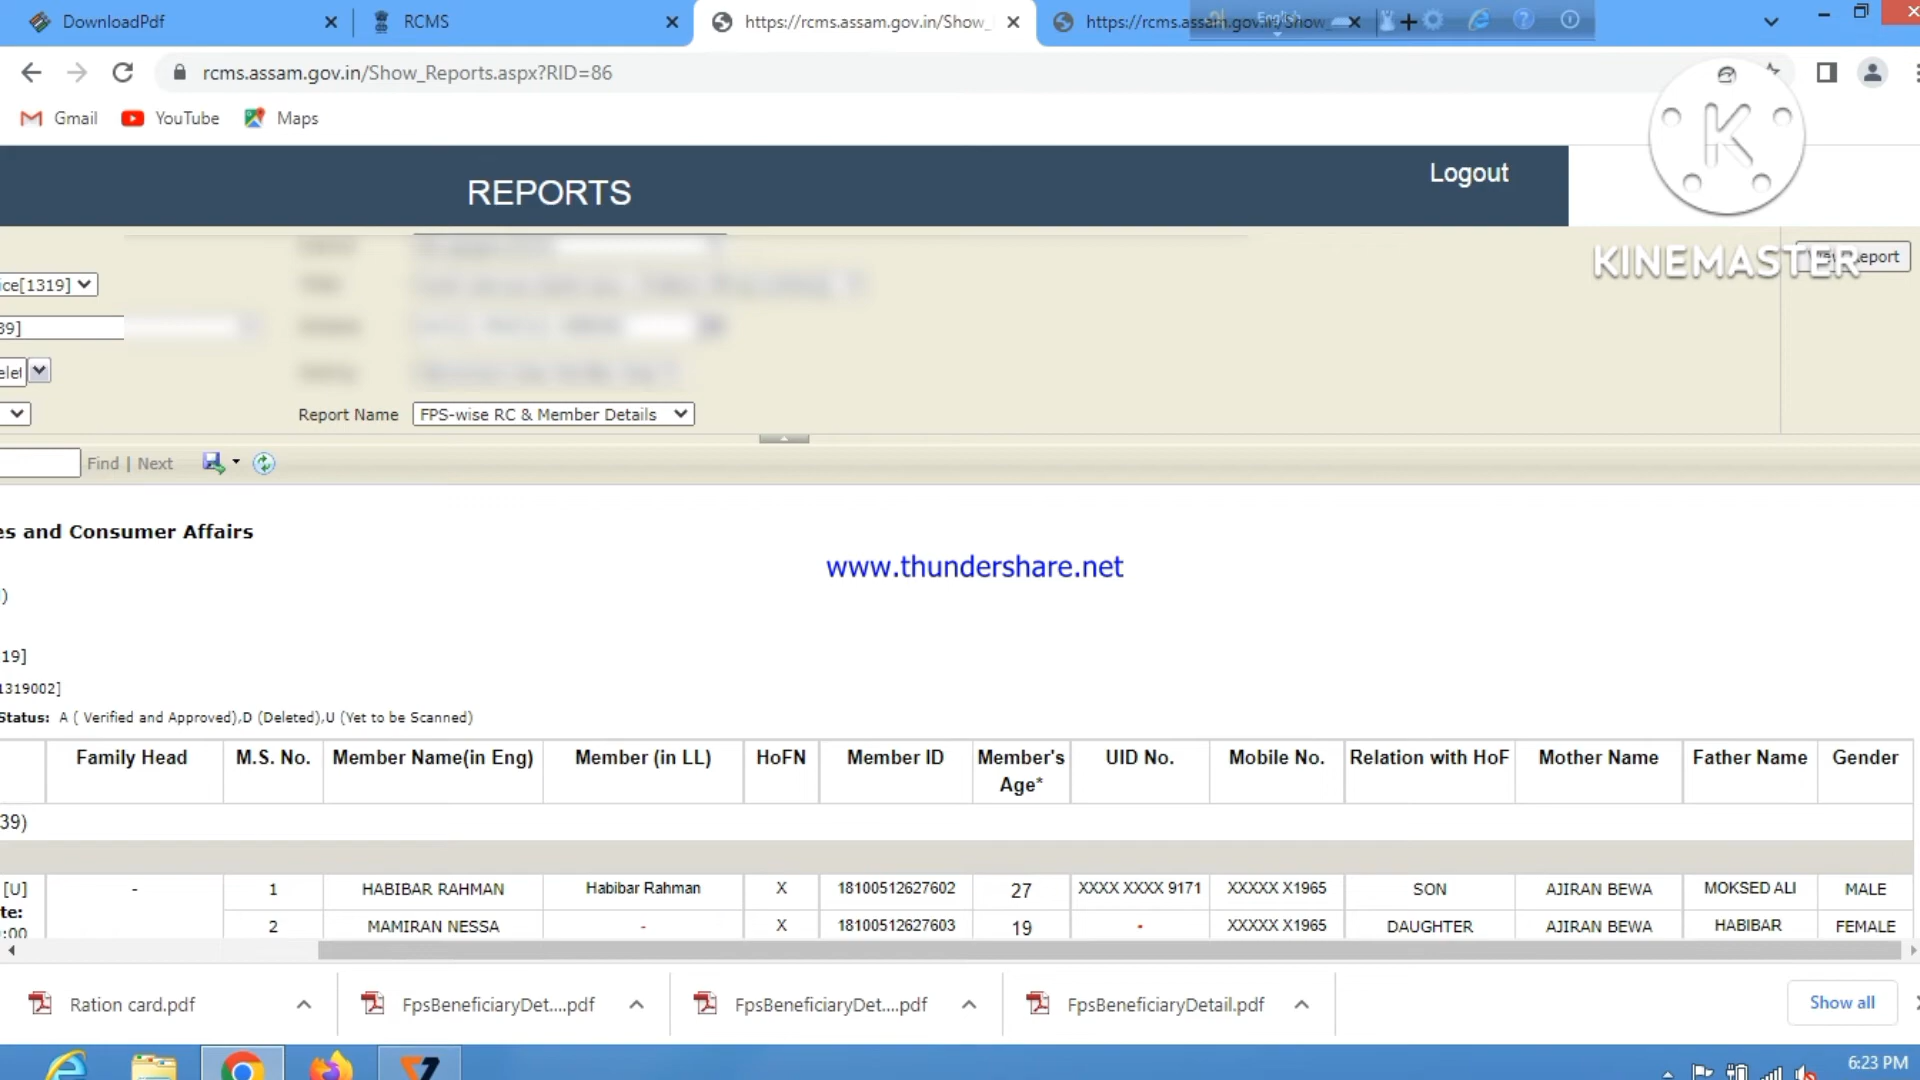 DownloadPdf
RCMS
https://rcms.assam.gov.in/Show_
https://rcms.assam.gov.in/Show_
English
rcms.assam.gov.in/Show_Reports.aspx?RID=86
Gmail
YouTube
Maps
K
REPORTS
Logout
KINEMASTER
ice[1319]
39]
elet
Report Name
FPS-wise RC & Member Details
Find | Next
es and Consumer Affairs
www.thundershare.net
)
19]
1319002]
Status: A ( Verified and Approved),D (Deleted),U (Yet to be Scanned)
Family Head M.S. No. Member Name(in Eng) Member (in LL) HoFN Member ID Member's Age* UID No. Mobile No. Relation with HoF Mother Name Father Name Gender
39)
[U] - 1 HABIBAR RAHMAN Habibar Rahman X 18100512627602 27 XXXX XXXX 9171 XXXXX X1965 SON AJIRAN BEWA MOKSED ALI MALE
te:
0:00 2 MAMIRAN NESSA - X 18100512627603 19 - XXXXX X1965 DAUGHTER AJIRAN BEWA HABIBAR FEMALE
Ration card.pdf
FpsBeneficiaryDet....pdf
FpsBeneficiaryDet....pdf
FpsBeneficiaryDetail.pdf
Show all
6:23 PM